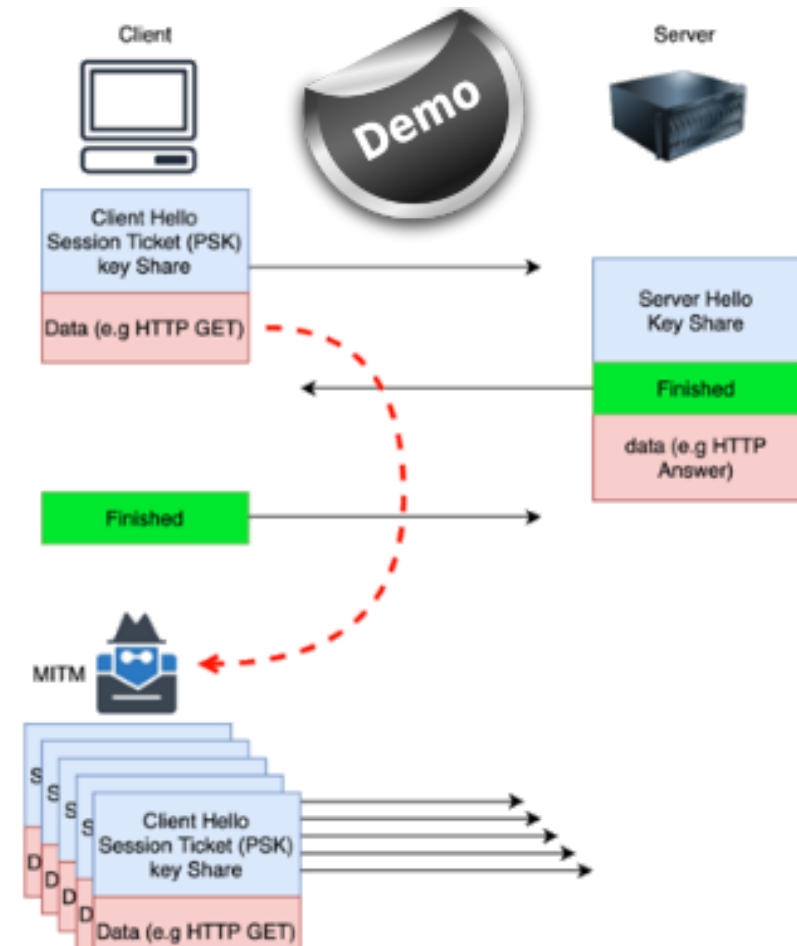 Client
Demo
Server
Client Hello
Session Ticket (PSK)
key Share
Data (e.g HTTP GET)
Server Hello
Key Share
Finished
data (e.g HTTP
Answer)
Finished
MITM
S
S
S
S
D
D
D
D
Client Hello
Session Ticket (PSK)
key Share
Data (e.g HTTP GET)